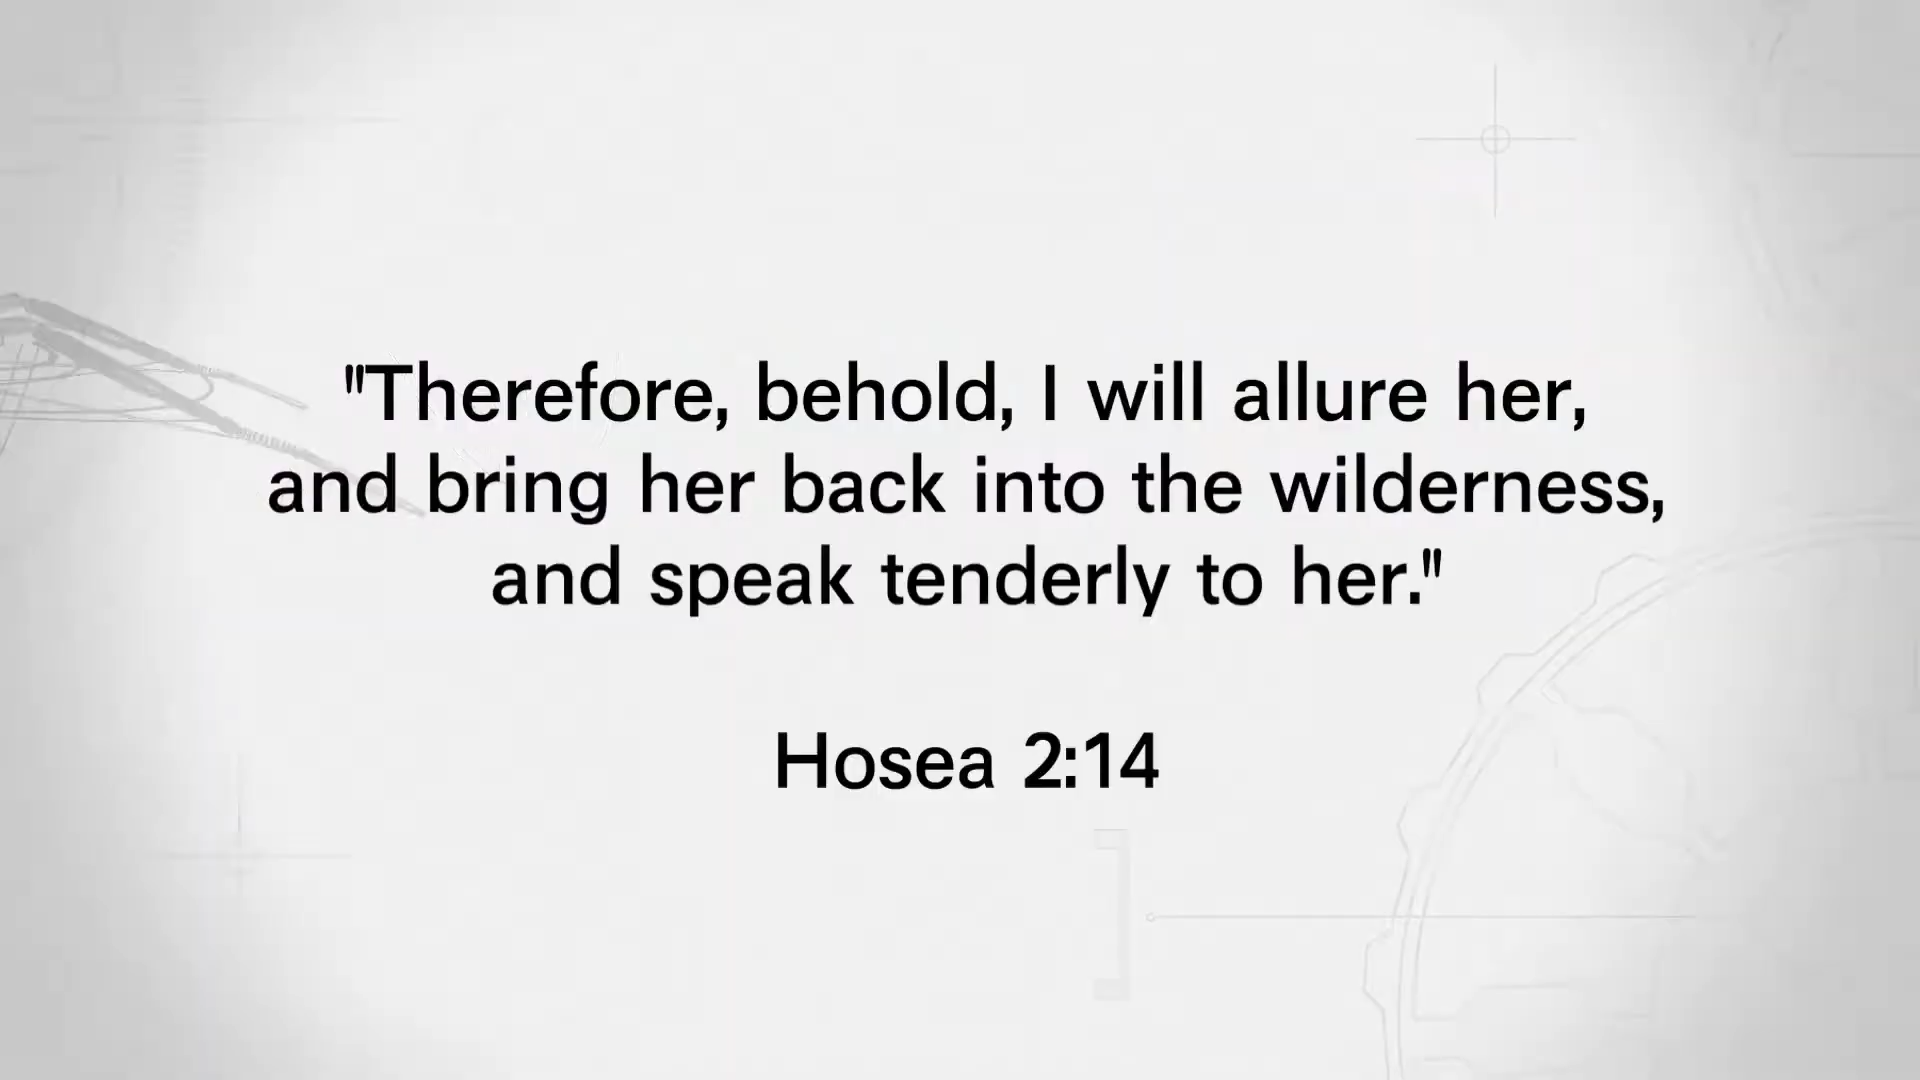 "Therefore, behold, I will allure her,
and bring her back into the wilderness,
and speak tenderly to her."
Hosea 2:14